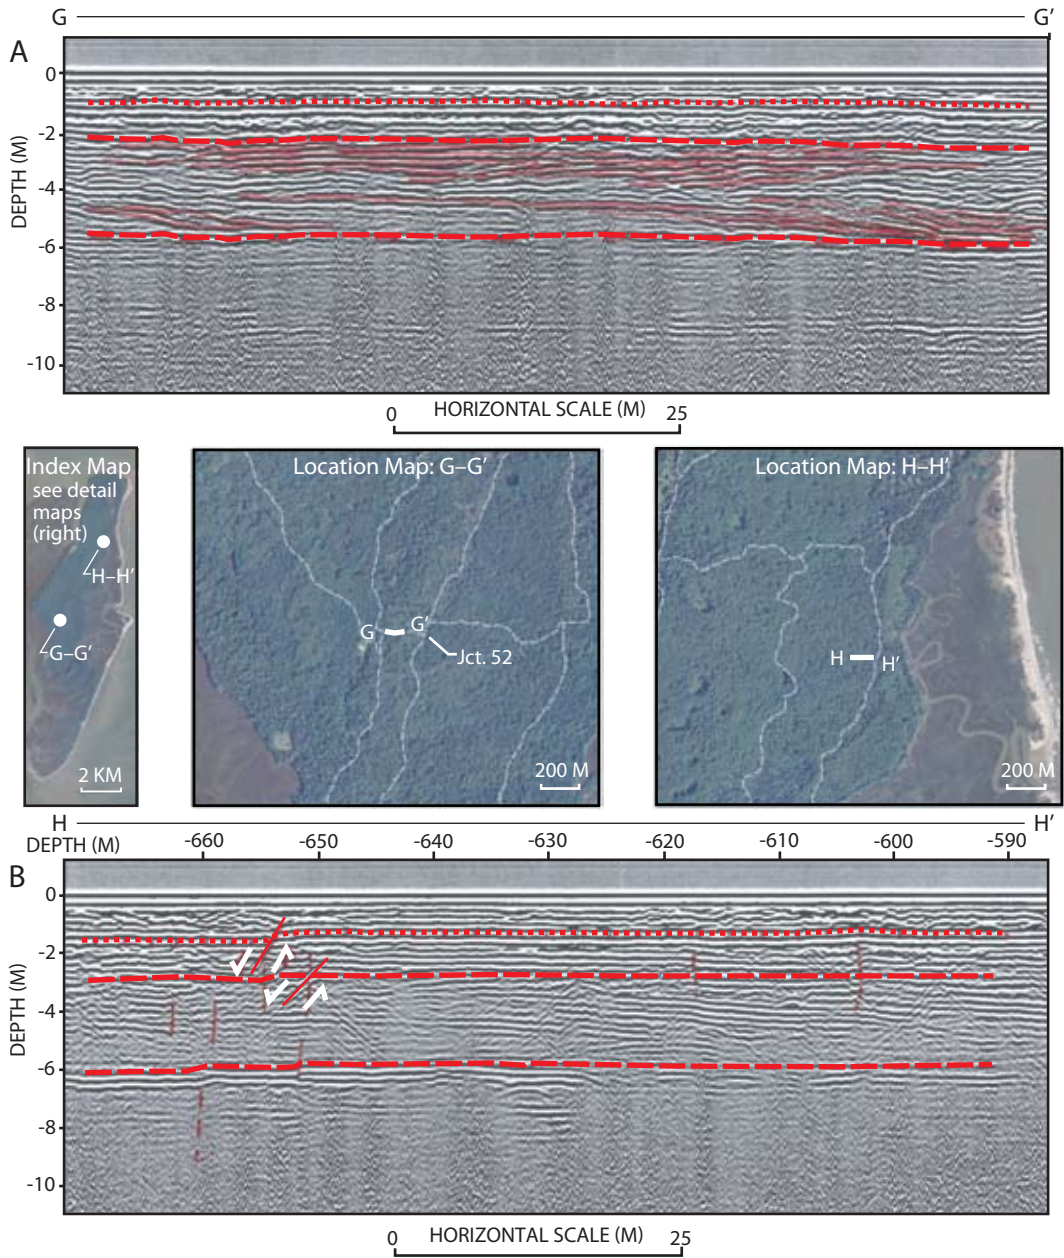 G G’
A
0
-2
-4
-6
-8
-10
DEPTH (M)
0 HORIZONTAL SCALE (M) 25
Index Map
see detail
maps
(right)
H–H’
G–G’
2 KM
Location Map: G–G’
G G’
Jct. 52
200 M
Location Map: H–H’
H H’
200 M
H H’
DEPTH (M) -660 -650 -640 -630 -620 -610 -600 -590
B
0
-2
-4
-6
-8
-10
DEPTH (M)
0 HORIZONTAL SCALE (M) 25